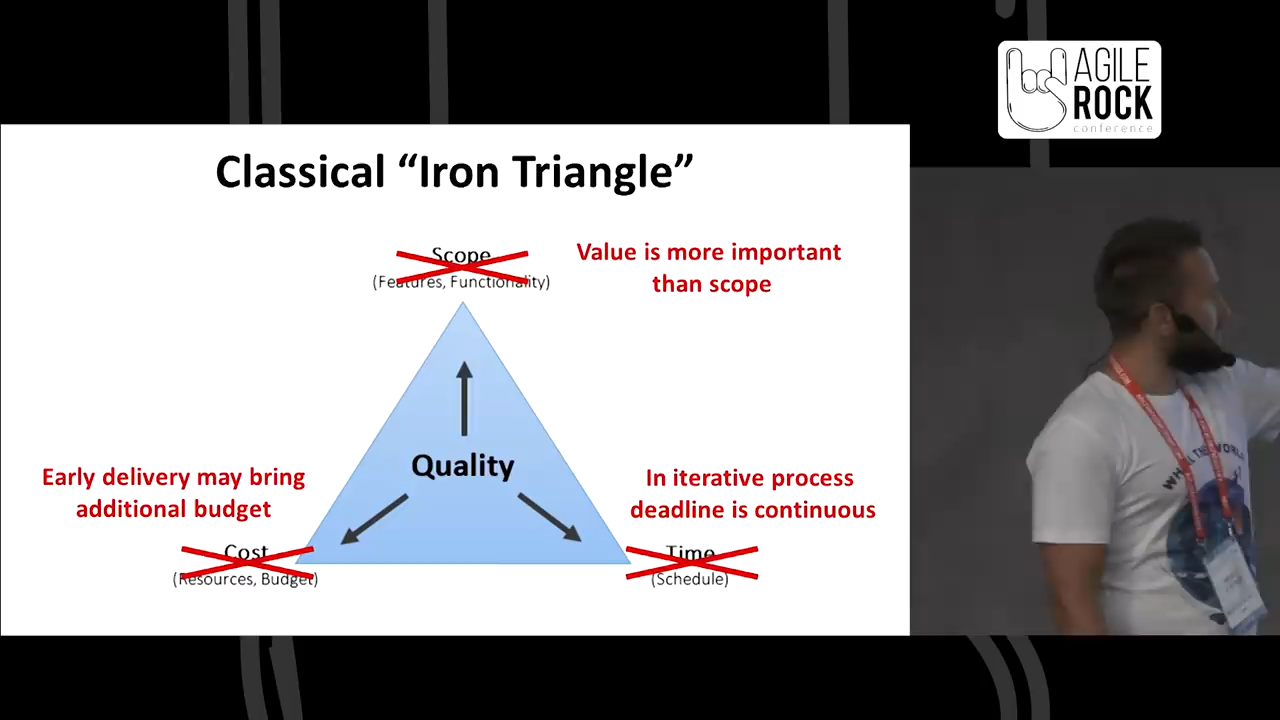 AGILE
ROCK
conference
Classical “Iron Triangle”
Scope
(Features, Functionality)
Value is more important
than scope
Quality
Early delivery may bring
additional budget
In iterative process
deadline is continuous
Cost
(Resources, Budget)
Time
(Schedule)